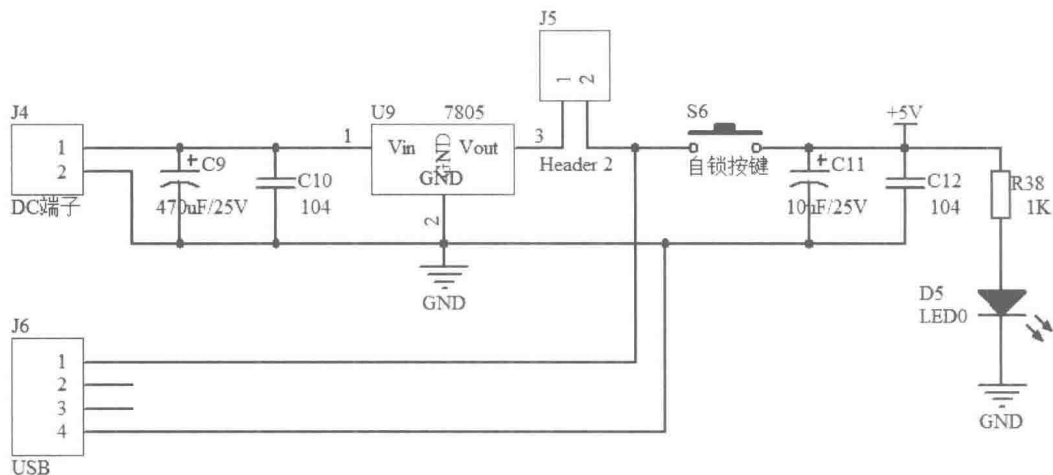 J5
1 2
Header 2
J4
1
2
DC端子
C9
470uF/25V
C10
104
U9 7805
1
Vin
GND
Vout
GND
3
2
GND
S6
自锁按键
+
+
C11
10uF/25V
+5V
C12
104
R38
1K
D5
LED0
GND
J6
1
2
3
4
USB